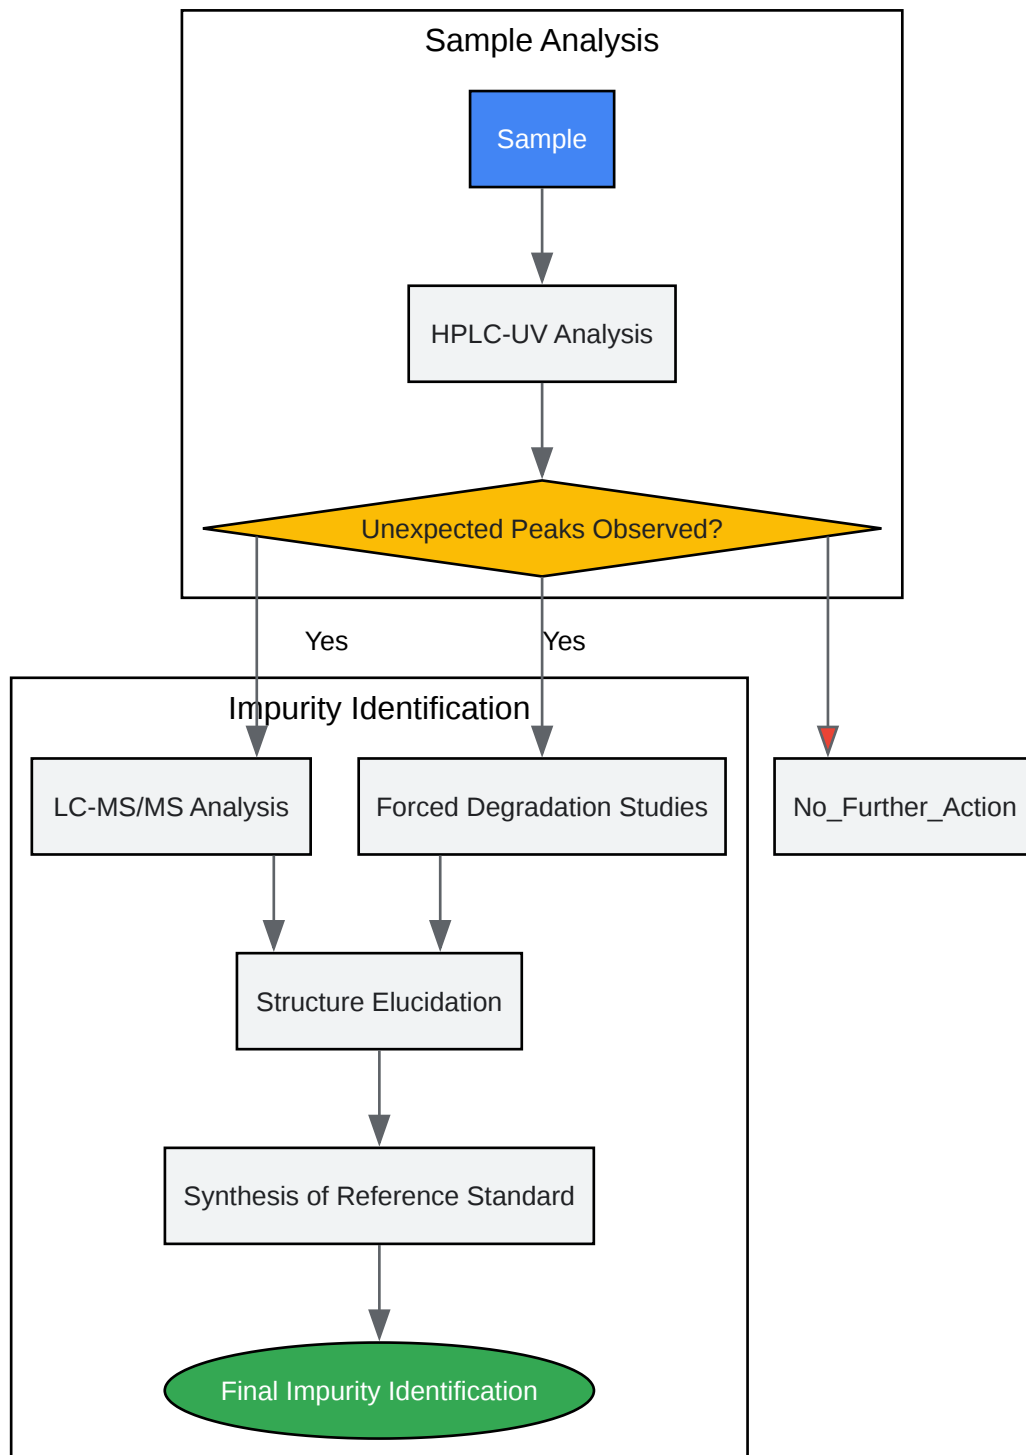 Sample Analysis
Sample
HPLC-UV Analysis
Unexpected Peaks Observed?
Yes
Yes
Impurity Identification
LC-MS/MS Analysis
Forced Degradation Studies
No_Further_Action
Structure Elucidation
Synthesis of Reference Standard
Final Impurity Identification